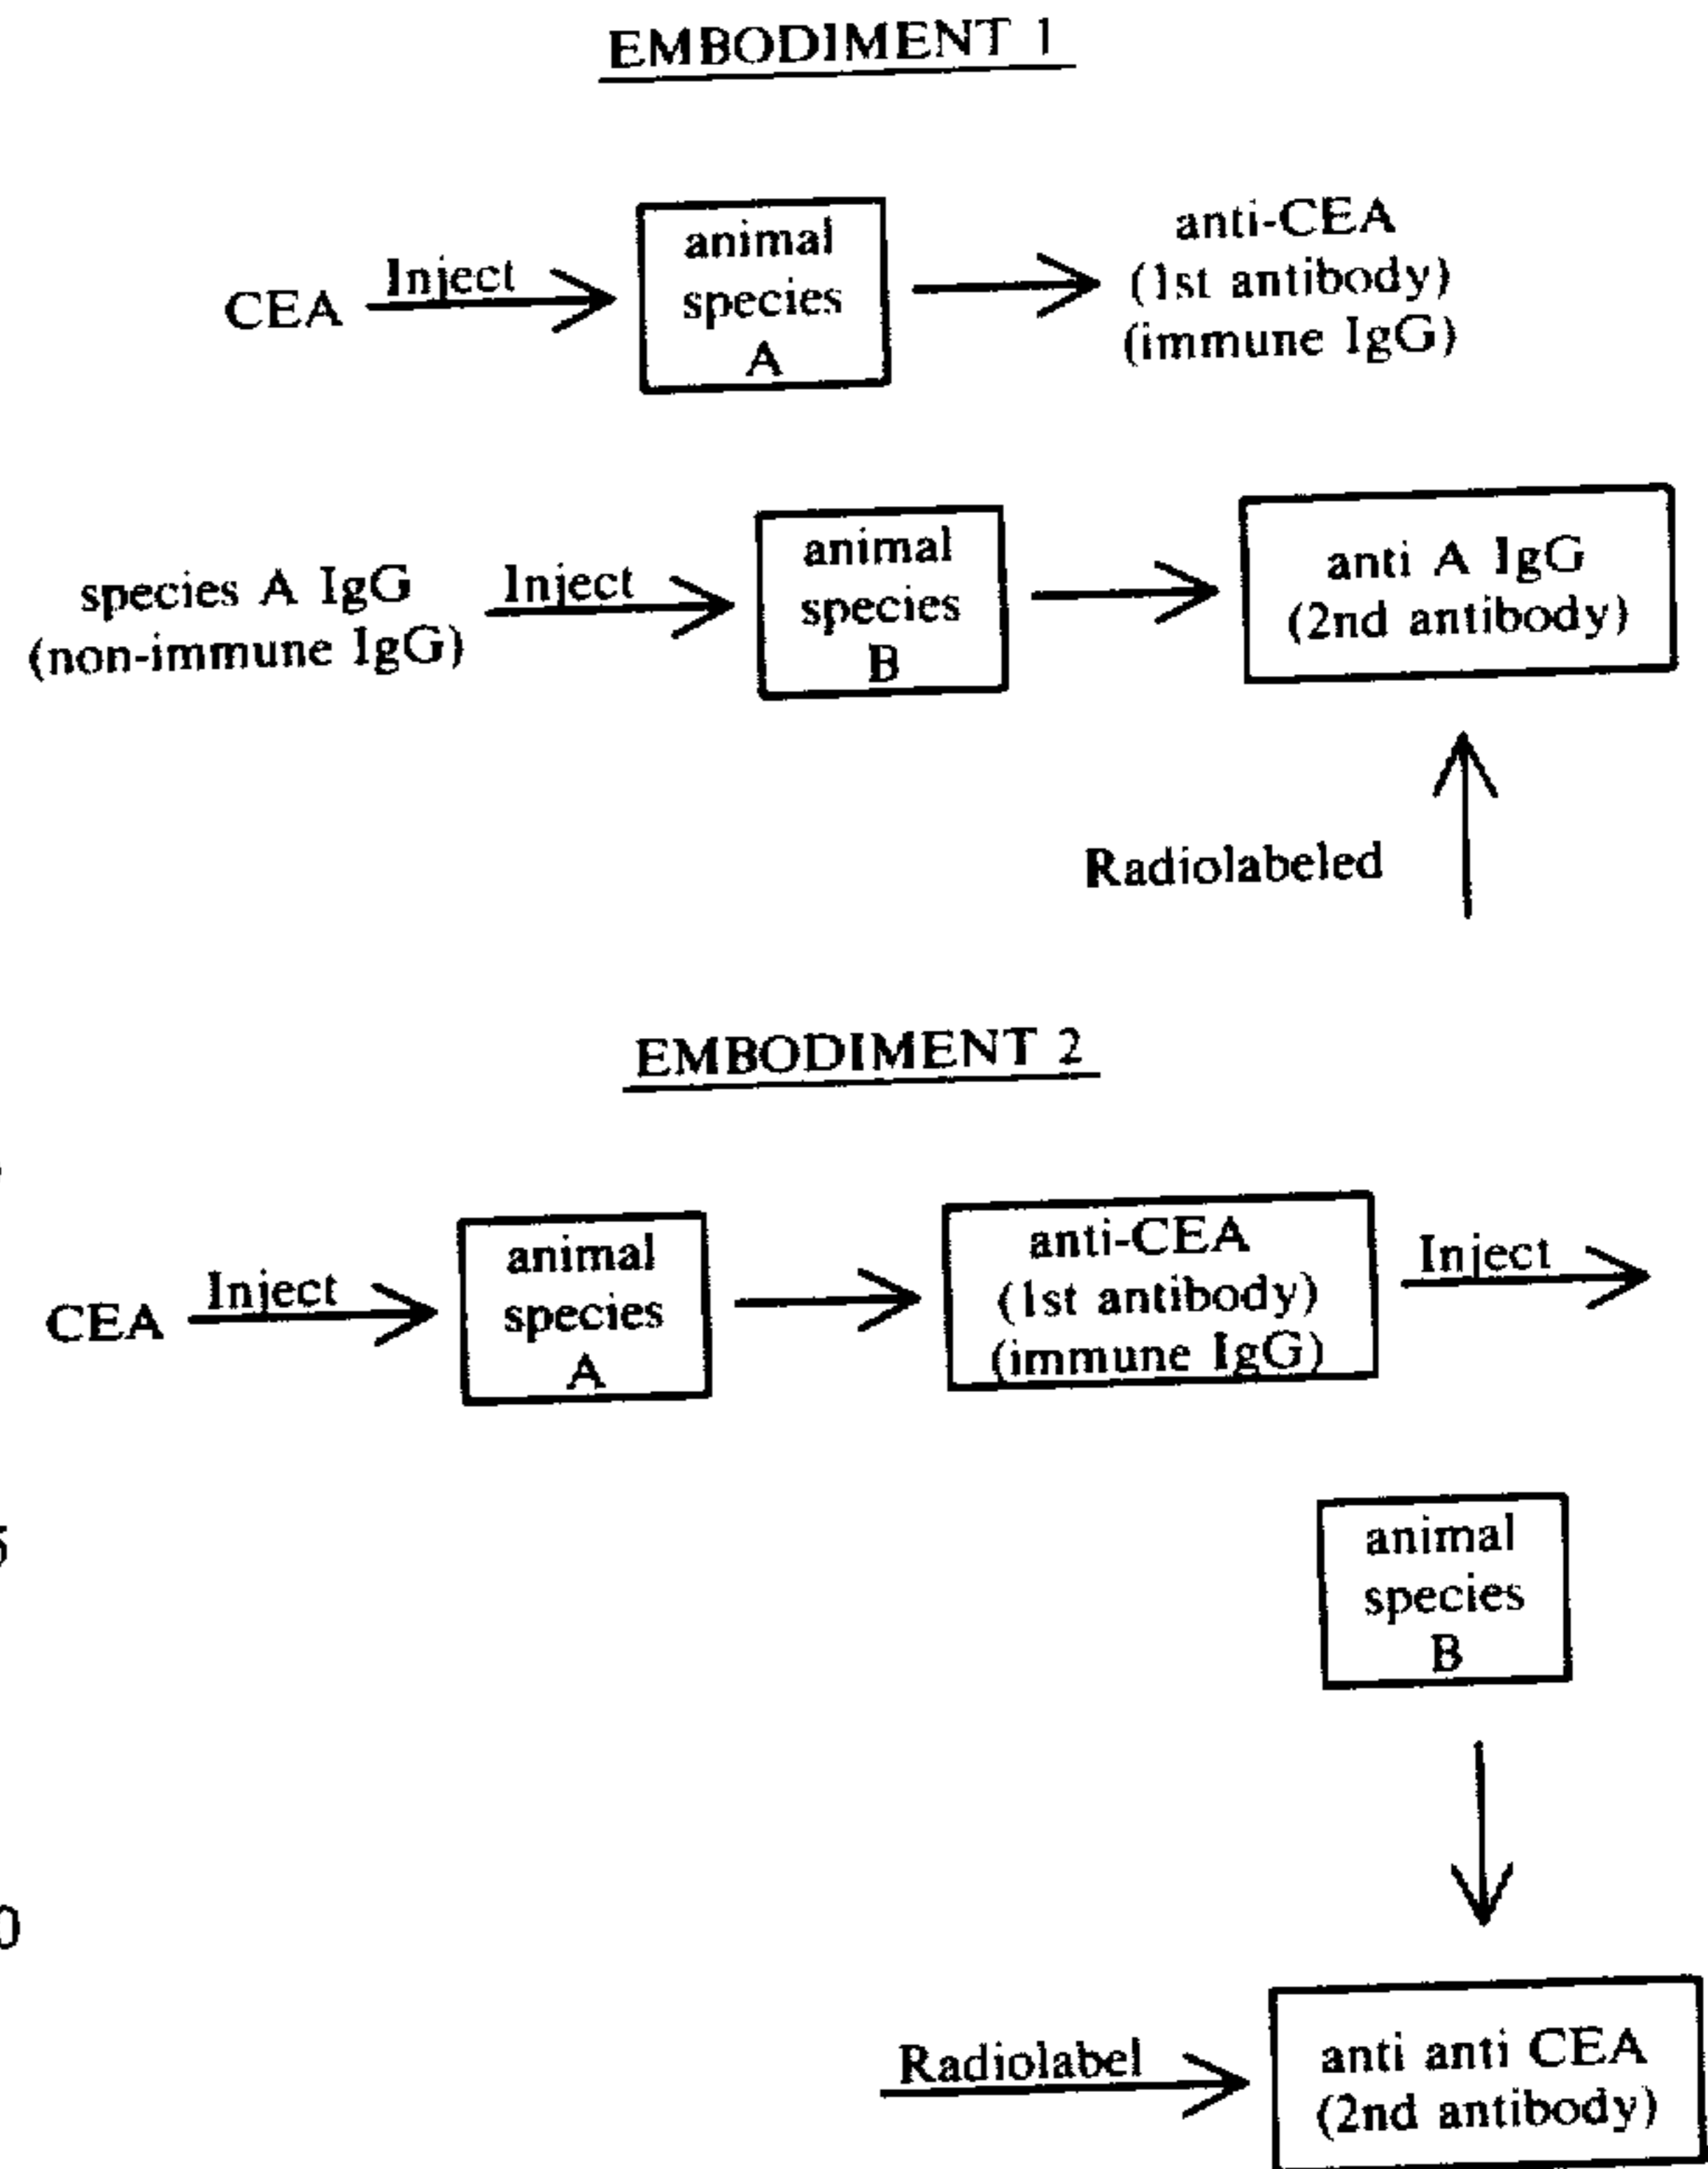 EMBODIMENT 1
CEA
Inject
animal
species
A
anti-CEA
(1st antibody)
(immune IgG)
species A IgG
(non-immune IgG)
Inject
animal
species
B
anti A IgG
(2nd antibody)
Radiolabeled
EMBODIMENT 2
CEA
Inject
animal
species
A
anti-CEA
(1st antibody)
(immune IgG)
Inject
animal
species
B
Radiolabel
anti anti CEA
(2nd antibody)